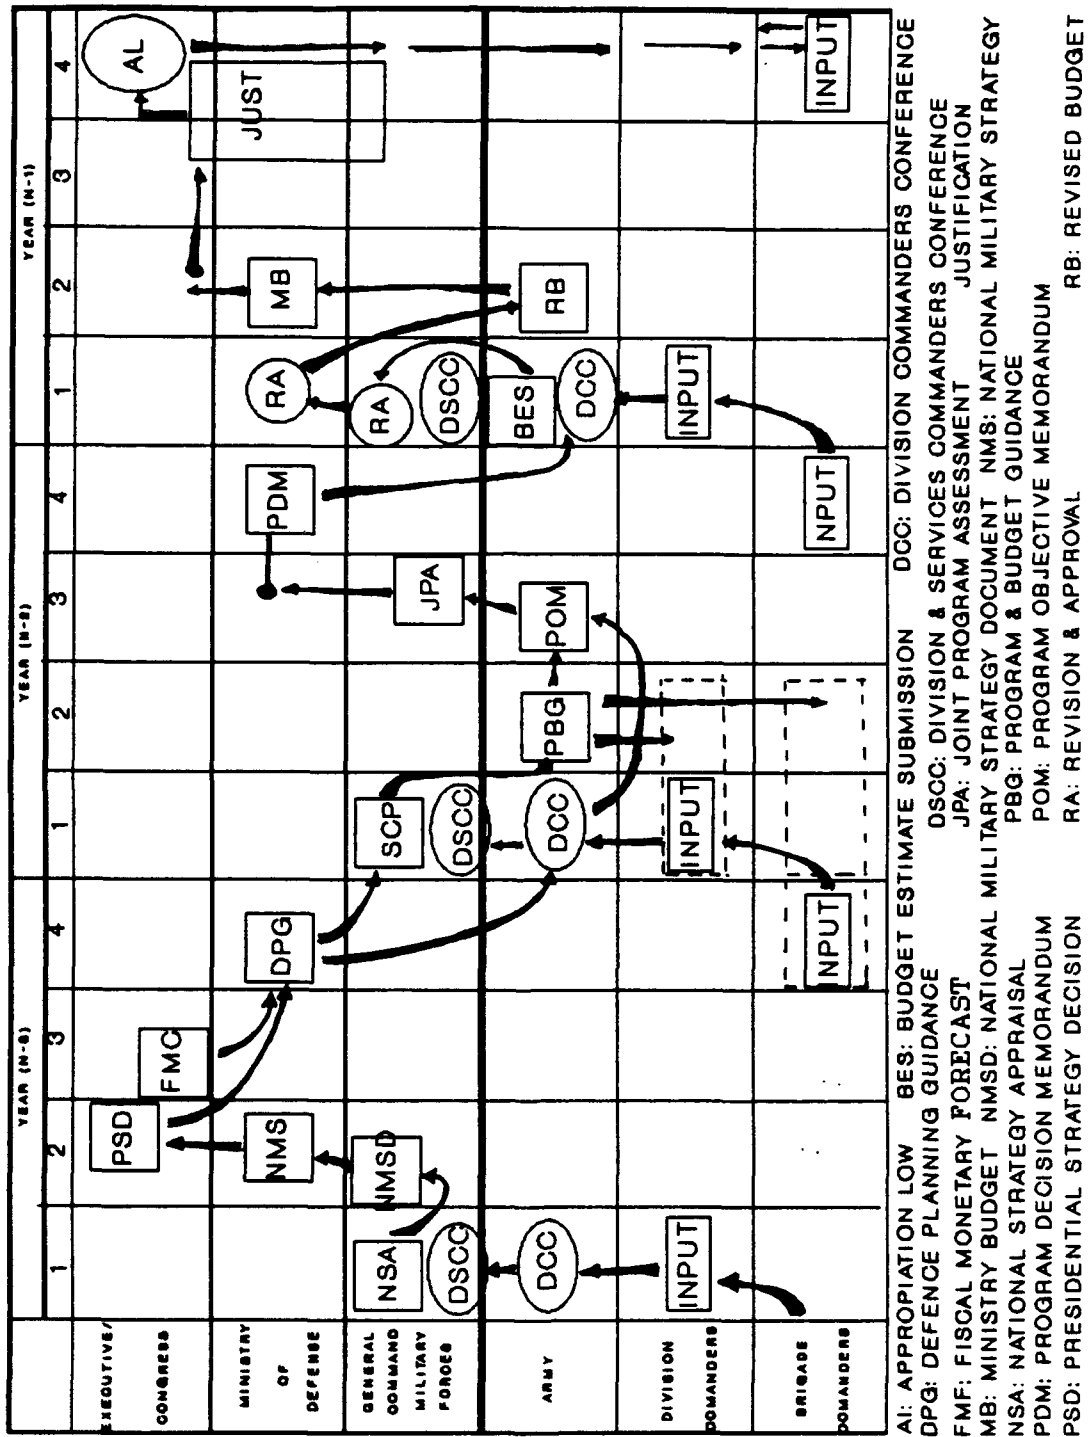 YEAR (N-3)
YEAR (N-2)
YEAR (N-1)
1 2 3 4 1 2 3 4 1 2 3 4
EXECUTIVE/
CONGRESS
PSD
FMC
AL
MINISTRY
OF
DEFENSE
NMS
DPG
PDM
RA
MB
JUST
GENERAL
COMMAND
MILITARY
FORCES
NSA
DSCC
NMSD
SCP
DSCC
JPA
RA
DSCC
ARMY
DCC
DCC
PBG
POM
BES
DCC
RB
DIVISION
COMANDERS
INPUT
INPUT
INPUT
BRIGADE
COMANDERS
INPUT
INPUT
INPUT
AI: APPROPIATION LOW BES: BUDGET ESTIMATE SUBMISSION DCC: DIVISION COMMANDERS CONFERENCE
DPG: DEFENCE PLANNING GUIDANCE DSCC: DIVISION & SERVICES COMMANDERS CONFERENCE
FMF: FISCAL MONETARY FORECAST JPA: JOINT PROGRAM ASSESSMENT JUSTIFICATION
MB: MINISTRY BUDGET NMSD: NATIONAL MILITARY STRATEGY DOCUMENT NMS: NATIONAL MILITARY STRATEGY
NSA: NATIONAL STRATEGY APPRAISAL PBG: PROGRAM & BUDGET GUIDANCE
PDM: PROGRAM DECISION MEMORANDUM POM: PROGRAM OBJECTIVE MEMORANDUM
PSD: PRESIDENTIAL STRATEGY DECISION RA: REVISION & APPROVAL RB: REVISED BUDGET